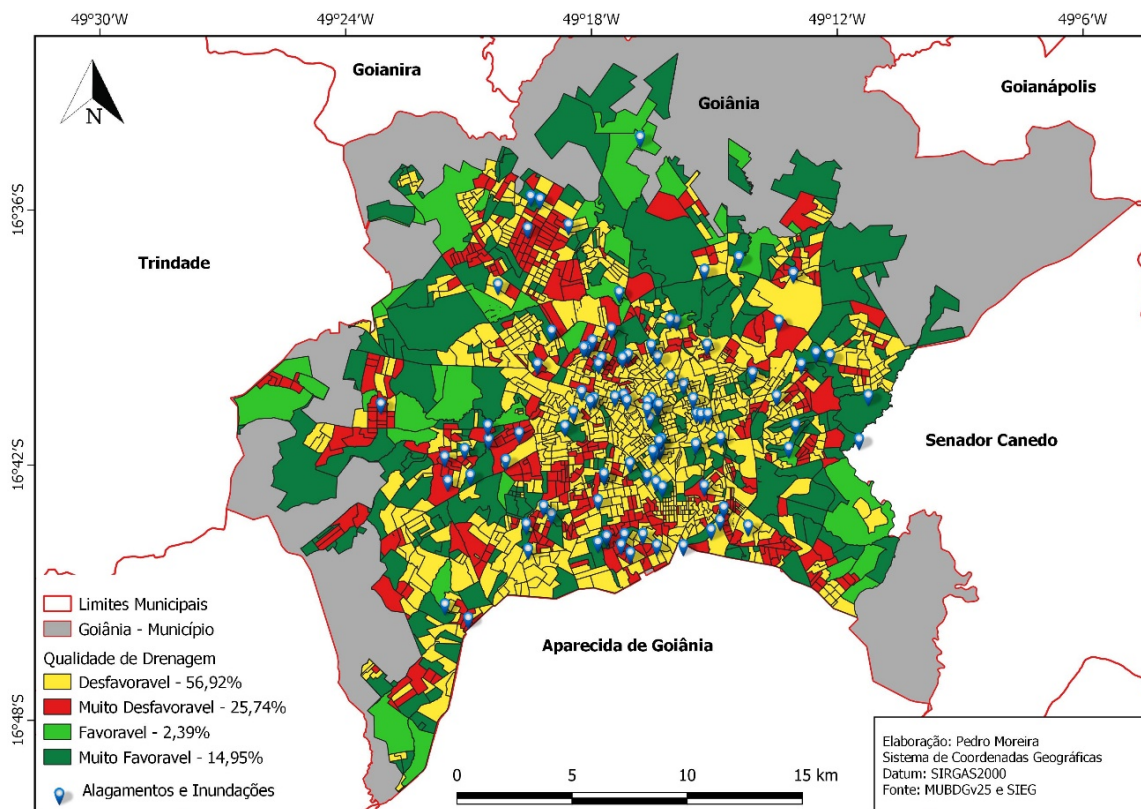 49°30'W 49°24'W 49°18'W 49°12'W 49°6'W
Goianira
Goiânia
Goianápolis
N
16°36'S
Trindade
Senador Canedo
16°42'S
Aparecida de Goiânia
Limites Municipais
Goiânia - Município
Qualidade de Drenagem
Desfavoravel - 56,92%
Muito Desfavoravel - 25,74%
Favoravel - 2,39%
Muito Favoravel - 14,95%
Alagamentos e Inundações
16°48'S
0 5 10 15 km
Elaboração: Pedro Moreira
Sistema de Coordenadas Geográficas
Datum: SIRGAS2000
Fonte: MUBDGv25 e SIEG